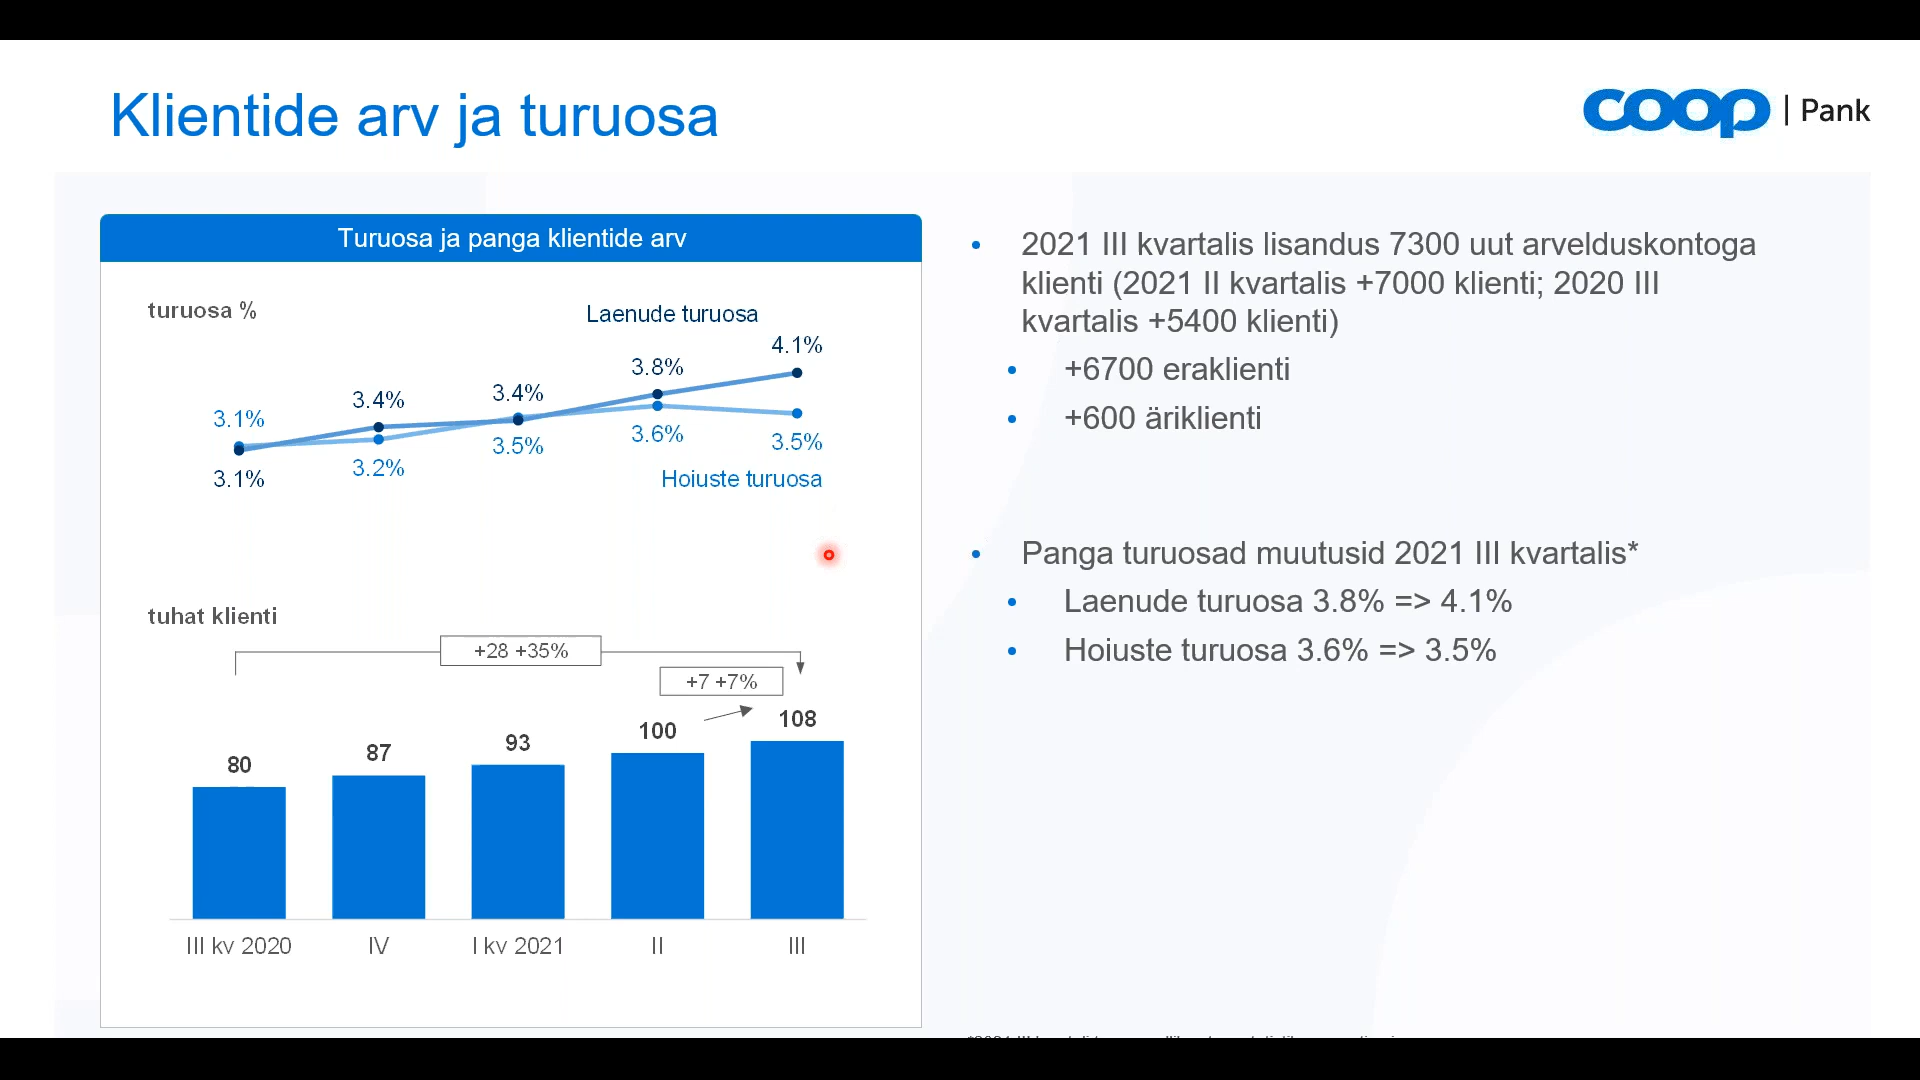 Klientide arv ja turuosa
coop | Pank
Turuosa ja panga klientide arv
turuosa %
Laenude turuosa
3.1% 3.4% 3.4% 3.8% 4.1%
3.1% 3.2% 3.5% 3.6% 3.5%
Hoiuste turuosa
tuhat klienti
+28 +35%
+7 +7%
80 87 93 100 108
III kv 2020 IV I kv 2021 II III
• 2021 III kvartalis lisandus 7300 uut arvelduskontoga
klienti (2021 II kvartalis +7000 klienti; 2020 III
kvartalis +5400 klienti)
• +6700 eraklienti
• +600 äriklienti
• Panga turuosad muutusid 2021 III kvartalis*
• Laenude turuosa 3.8% => 4.1%
• Hoiuste turuosa 3.6% => 3.5%